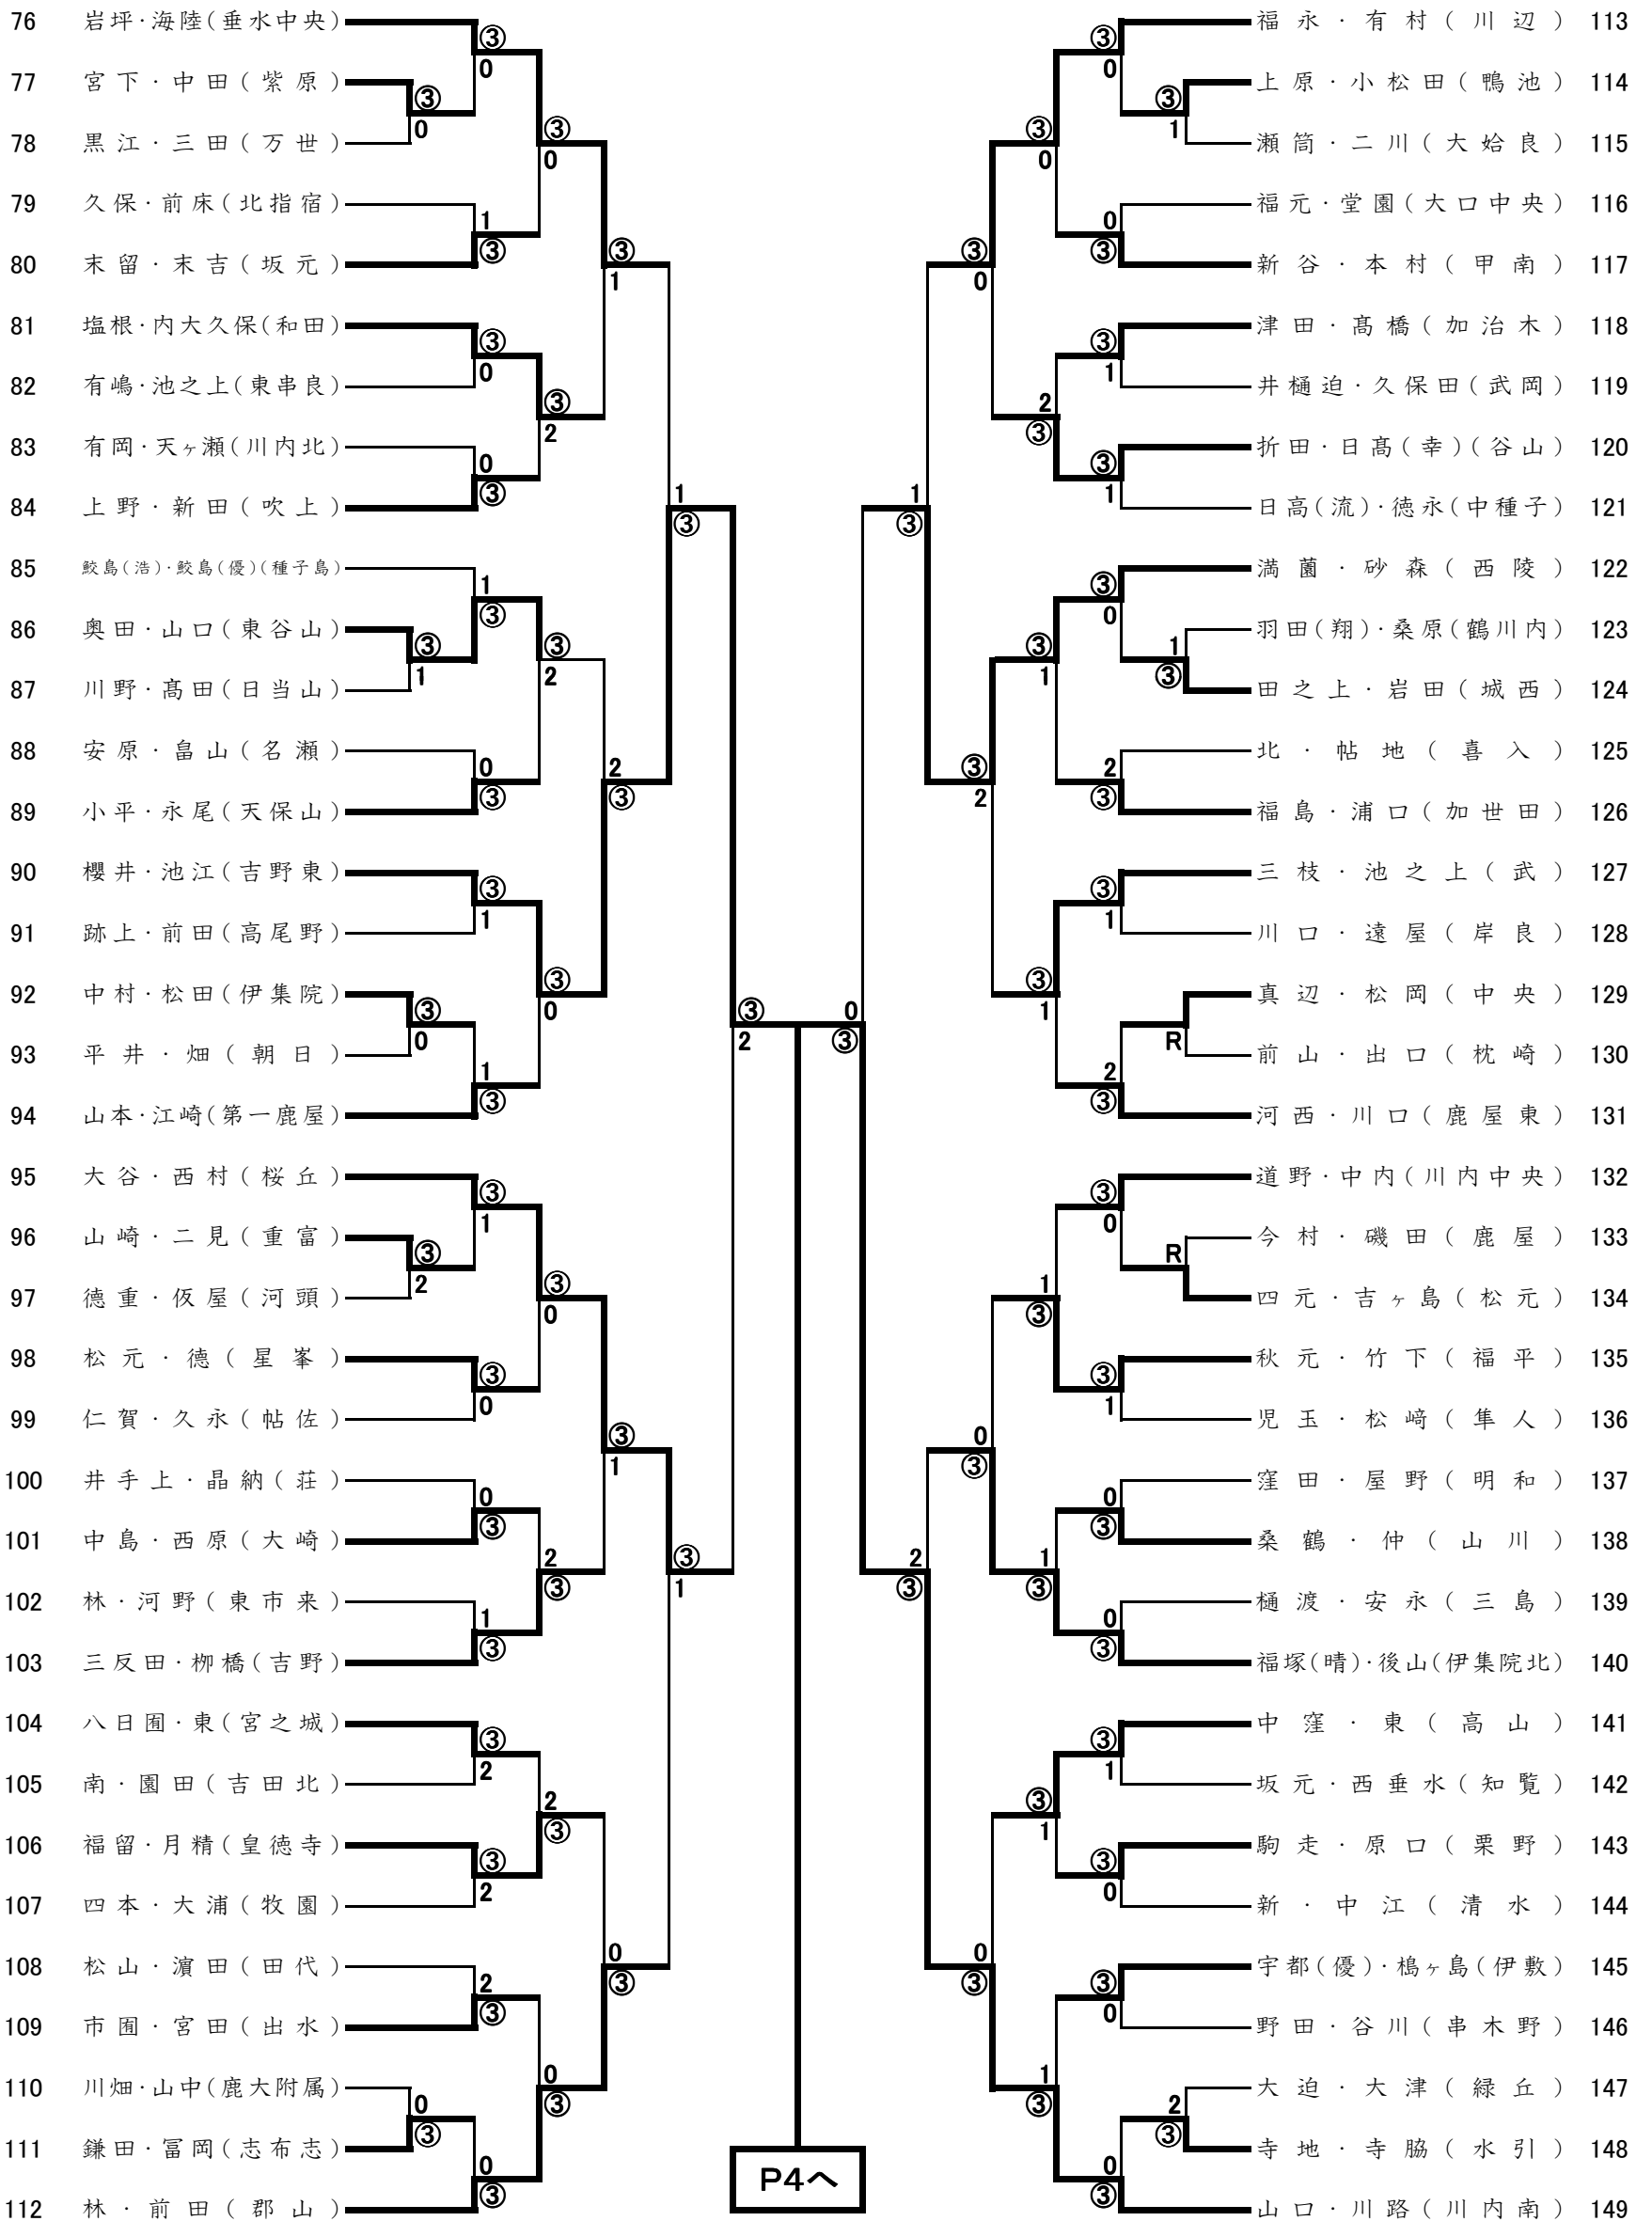 76 岩坪・海陸(垂水中央)
77 宮下・中田(紫原)
78 黒江・三田(万世)
79 久保・前床(北指宿)
80 末留・末吉(坂元)
81 塩根・内大久保(和田)
82 有嶋・池之上(東串良)
83 有岡・天ヶ瀬(川内北)
84 上野・新田(吹上)
85 鮫島(浩)・鮫島(優)(種子島)
86 奥田・山口(東谷山)
87 川野・髙田(日当山)
88 安原・畠山(名瀬)
89 小平・永尾(天保山)
90 櫻井・池江(吉野東)
91 跡上・前田(高尾野)
92 中村・松田(伊集院)
93 平井・畑(朝日)
94 山本・江崎(第一鹿屋)
95 大谷・西村(桜丘)
96 山崎・二見(重富)
97 徳重・仮屋(河頭)
98 松元・德(星峯)
99 仁賀・久永(帖佐)
100 井手上・晶納(荘)
101 中島・西原(大崎)
102 林・河野(東市来)
103 三反田・栁橋(吉野)
104 八日囿・東(宮之城)
105 南・園田(吉田北)
106 福留・月精(皇徳寺)
107 四本・大浦(牧園)
108 松山・濵田(田代)
109 市囿・宮田(出水)
110 川畑・山中(鹿大附属)
111 鎌田・冨岡(志布志)
112 林・前田(郡山)
福永・有村(川辺) 113
上原・小松田(鴨池) 114
瀬筒・二川(大姶良) 115
福元・堂園(大口中央) 116
新谷・本村(甲南) 117
津田・髙橋(加治木) 118
井樋迫・久保田(武岡) 119
折田・日髙(幸)(谷山) 120
日高(流)・徳永(中種子) 121
満薗・砂森(西陵) 122
羽田(翔)・桑原(鶴川内) 123
田之上・岩田(城西) 124
北・帖地(喜入) 125
福島・浦口(加世田) 126
三枝・池之上(武) 127
川口・遠屋(岸良) 128
真辺・松岡(中央) 129
前山・出口(枕崎) 130
河西・川口(鹿屋東) 131
道野・中内(川内中央) 132
今村・磯田(鹿屋) 133
四元・吉ヶ島(松元) 134
秋元・竹下(福平) 135
児玉・松﨑(隼人) 136
窪田・屋野(明和) 137
桑鶴・仲(山川) 138
樋渡・安永(三島) 139
福塚(晴)・後山(伊集院北) 140
中窪・東(高山) 141
坂元・西垂水(知覧) 142
駒走・原口(栗野) 143
新・中江(清水) 144
宇都(優)・槝ヶ島(伊敷) 145
野田・谷川(串木野) 146
大迫・大津(緑丘) 147
寺地・寺脇(水引) 148
山口・川路(川内南) 149
P4へ